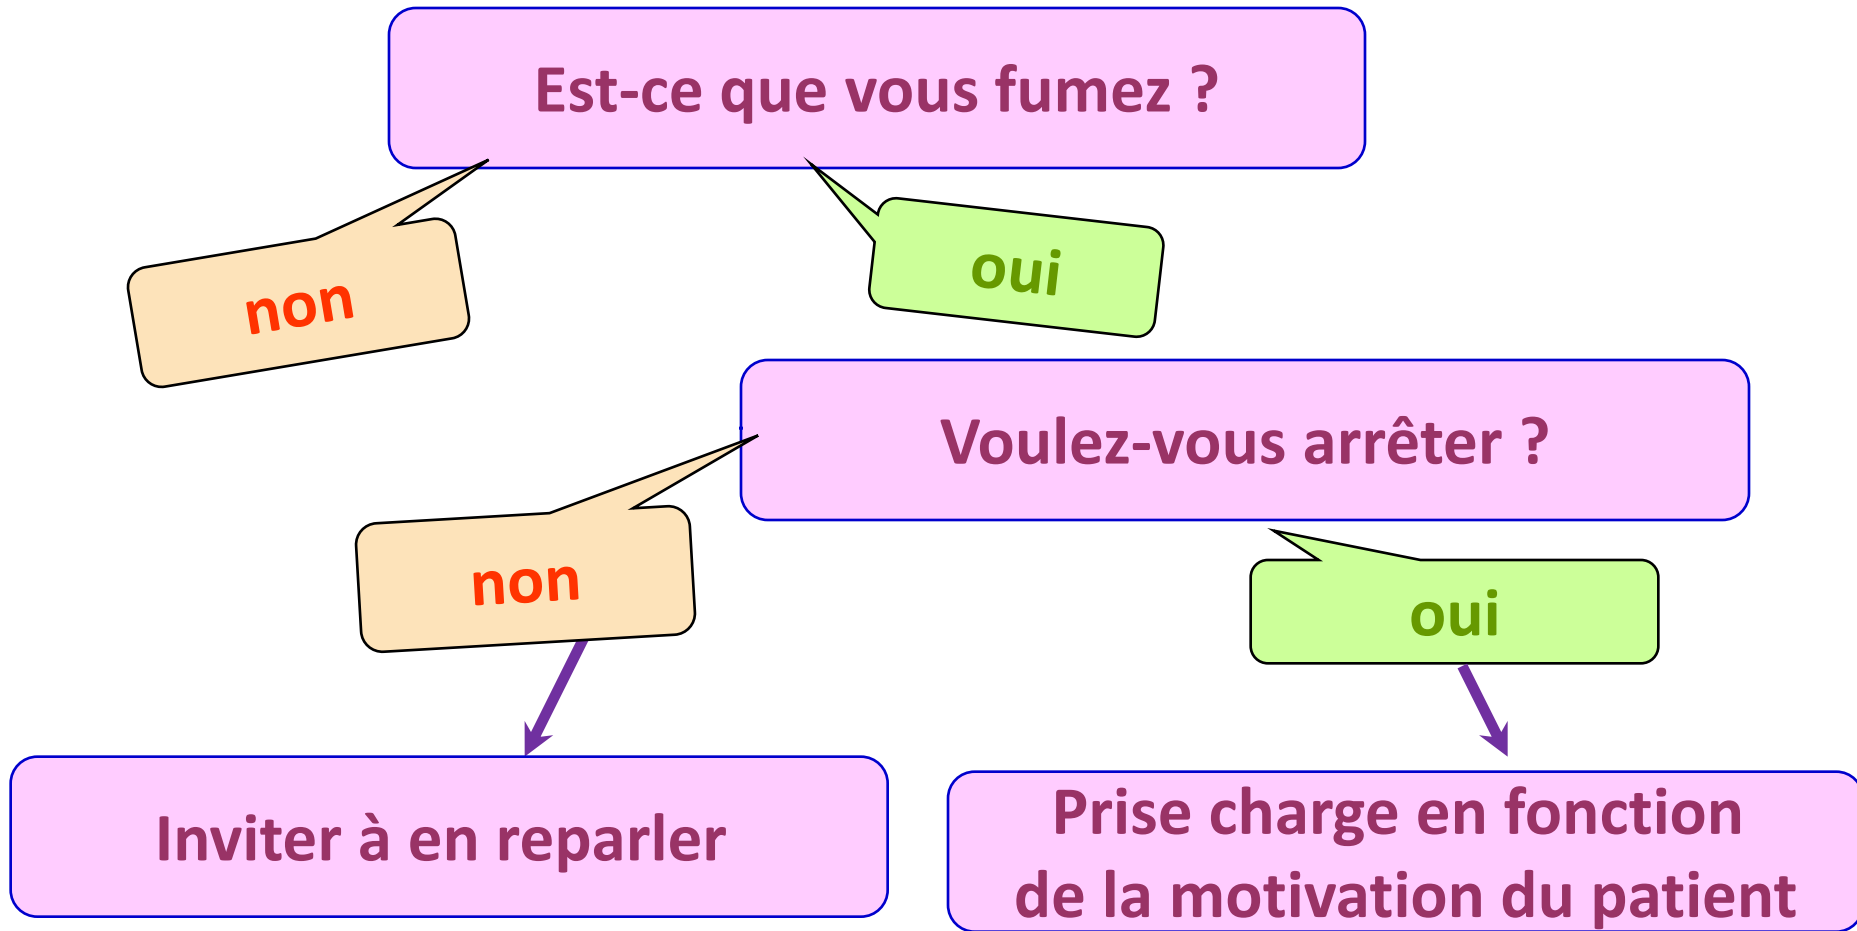 Est-ce que vous fumez ?
non
oui
Voulez-vous arrêter ?
non
oui
Inviter à en reparler
Prise charge en fonction
de la motivation du patient